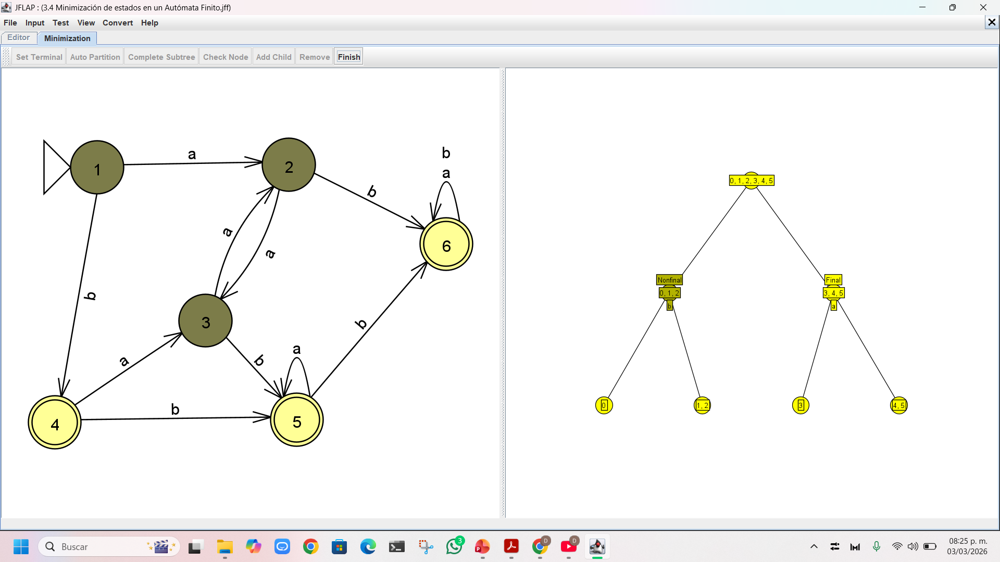 JFLAP : (3.4 Minimización de estados en un Autómata Finito.jff)
File Input Test View Convert Help
Editor Minimization
Set Terminal Auto Partition Complete Subtree Check Node Add Child Remove Finish
b
a
a
1
2
b
0, 1, 2, 3, 4, 5
a
a
6
Nonfinal
Final
0, 1, 2
3, 4, 5
b
a
b
3
b
a
a
b
b
0
1, 2
3
4, 5
4
5
Buscar
3
D
D
08:25 p. m.
03/03/2026